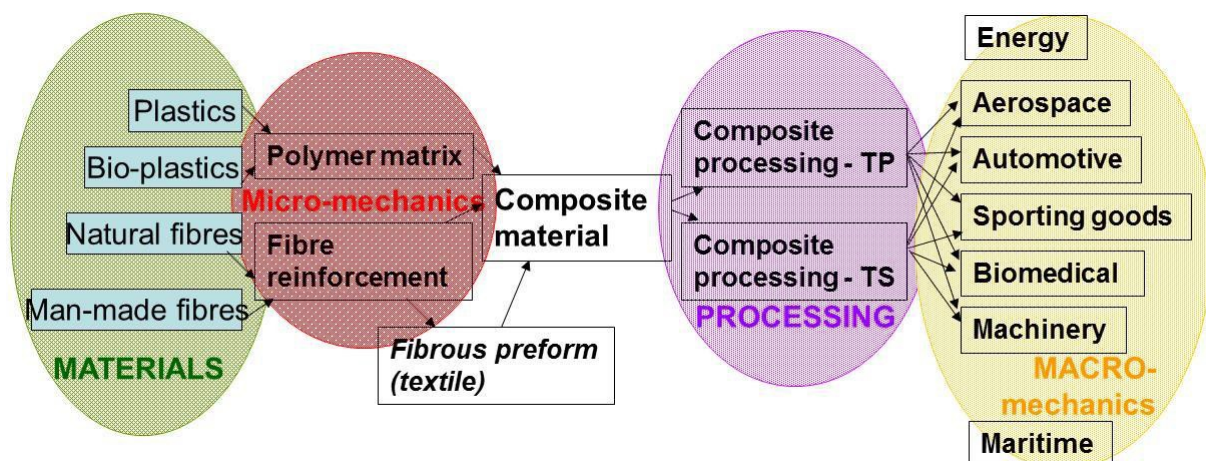 Plastics
Bio-plastics
Natural fibres
Man-made fibres
MATERIALS
Polymer matrix
Micro-mechanics
Fibre
reinforcement
Fibrous preform
(textile)
Composite
material
Composite
processing - TP
Composite
processing - TS
PROCESSING
Energy
Aerospace
Automotive
Sporting goods
Biomedical
Machinery
MACRO-
mechanics
Maritime